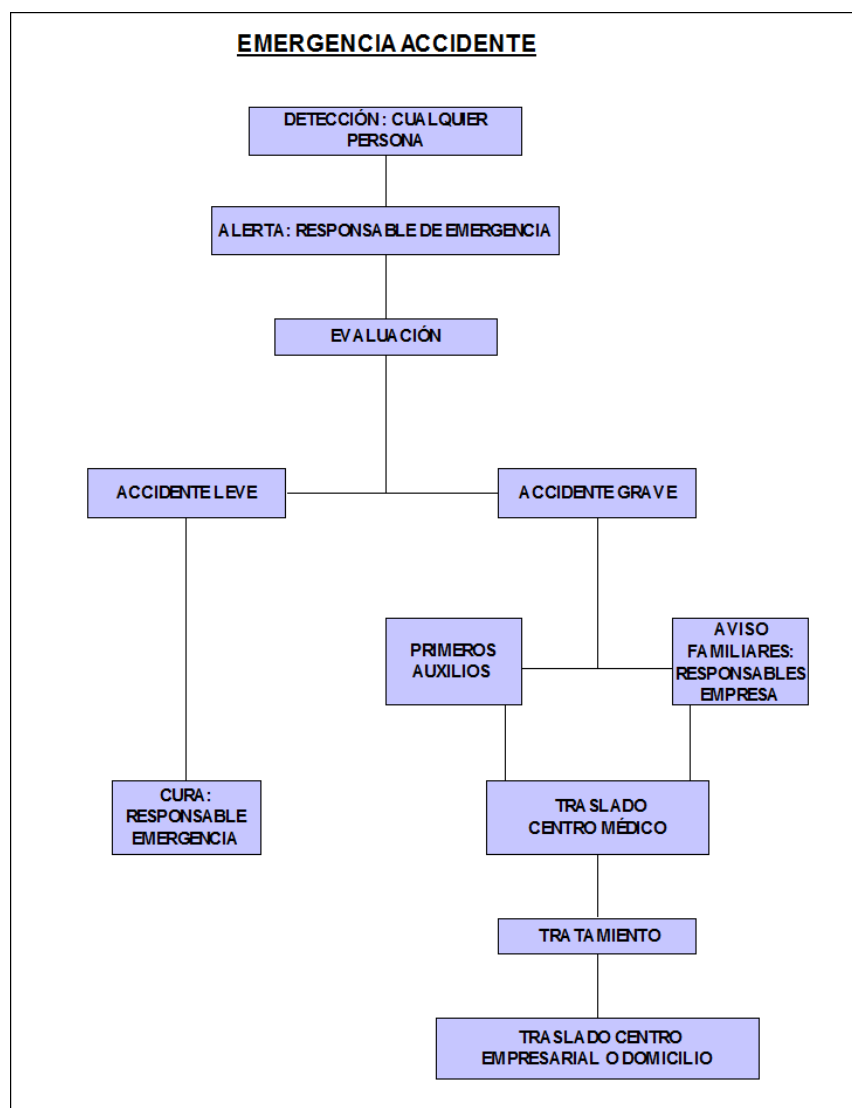 EMERGENCIA ACCIDENTE
DETECCIÓN : CUALQUIER
PERSONA
ALERTA : RESPONSABLE DE EMERGENCIA
EVALUACIÓN
ACCIDENTE LEVE
ACCIDENTE GRAVE
PRIMEROS
AUXILIOS
AVISO
FAMILIARES:
RESPONSABLES
EMPRESA
CURA:
RESPONSABLE
EMERGENCIA
TRASLADO
CENTRO MÉDICO
TRATAMIENTO
TRASLADO CENTRO
EMPRESARIAL O DOMICILIO